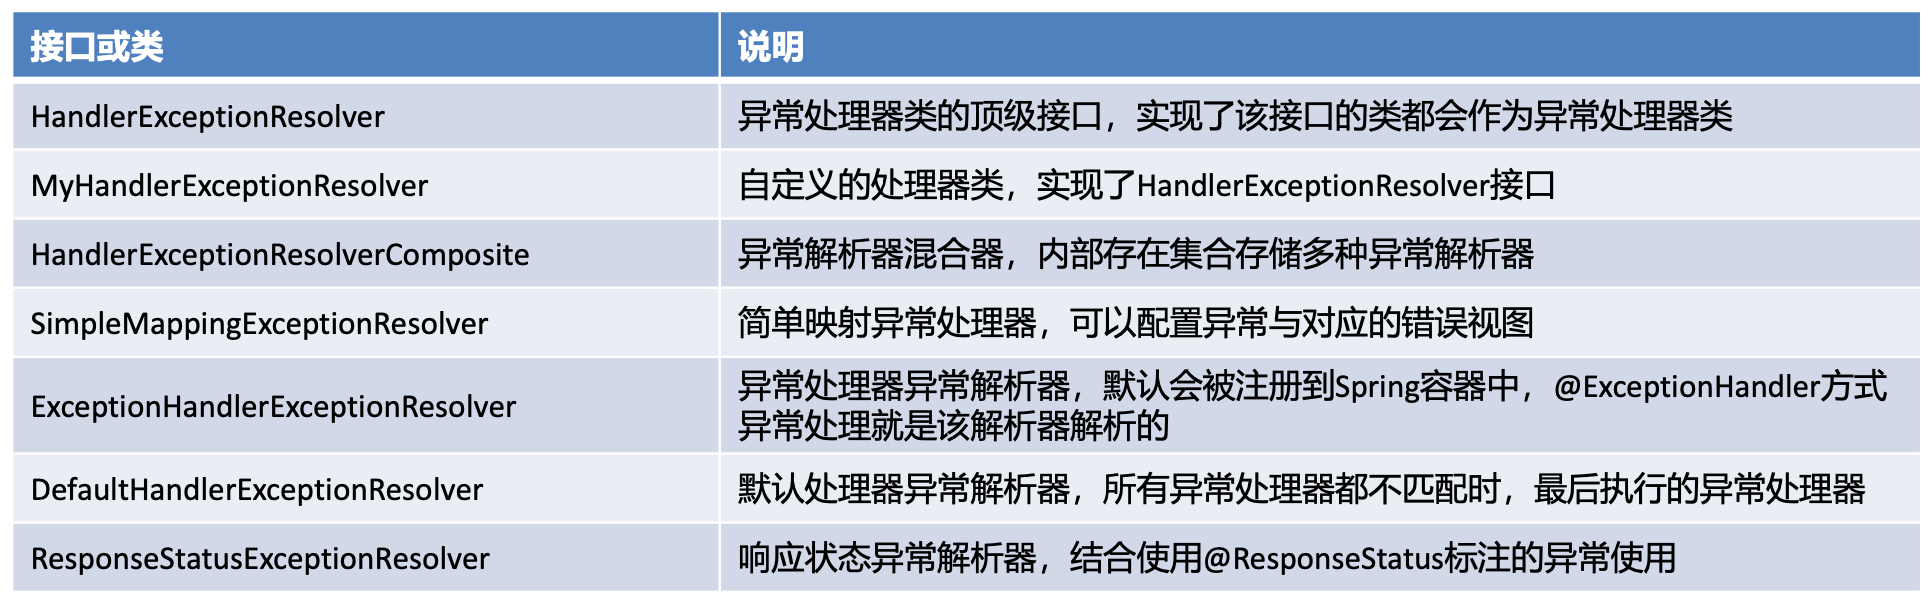 接口或类
说明
HandlerExceptionResolver
异常处理器类的顶级接口，实现了该接口的类都会作为异常处理器类
MyHandlerExceptionResolver
自定义的处理器类，实现了HandlerExceptionResolver接口
HandlerExceptionResolverComposite
异常解析器混合器，内部存在集合存储多种异常解析器
SimpleMappingExceptionResolver
简单映射异常处理器，可以配置异常与对应的错误视图
ExceptionHandlerExceptionResolver
异常处理器异常解析器，默认会被注册到Spring容器中，@ExceptionHandler方式
异常处理就是该解析器解析的
DefaultHandlerExceptionResolver
默认处理器异常解析器，所有异常处理器都不匹配时，最后执行的异常处理器
ResponseStatusExceptionResolver
响应状态异常解析器，结合使用@ResponseStatus标注的异常使用